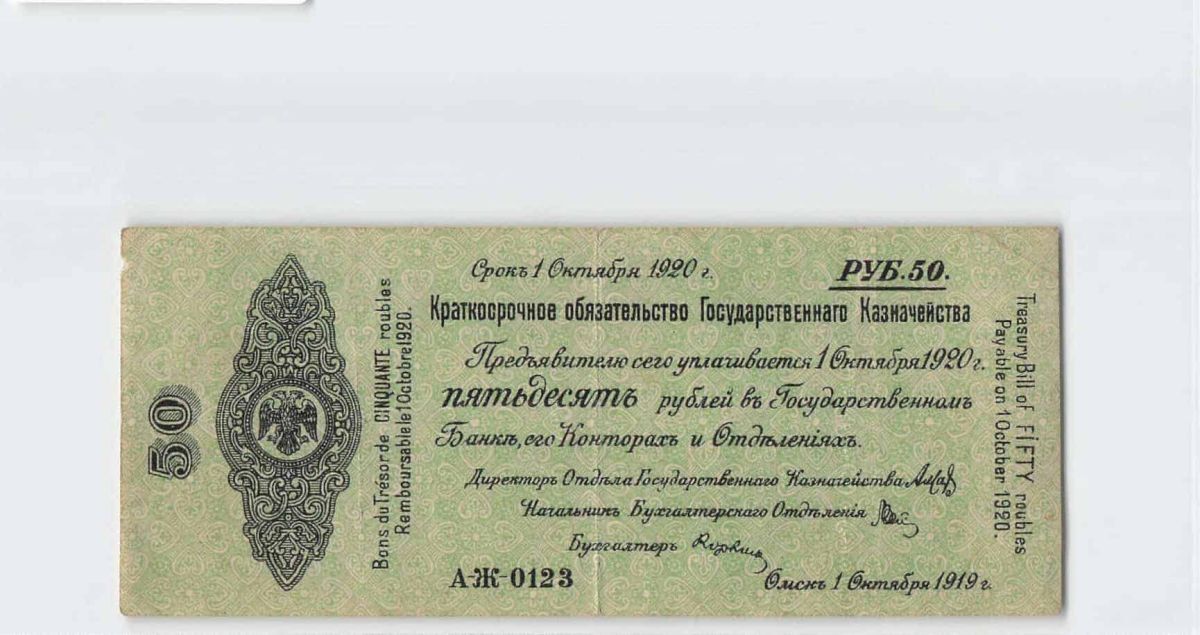 50
Bons du Trésor de CINQUANTE roubles
Remboursable le 1 Octobre 1920.
Срокъ 1 Октября 1920 г.
РУБ. 50.
Краткосрочное обязательство Государственнаго Казначейства
Предъявителю сего уплачивается 1 Октября 1920 г.
пятьдесятъ рублей въ Государственномъ
Банкѣ, его Конторахъ и Отдѣленіяхъ.
Директоръ Отдѣла Государственнаго Казначейства
Начальникъ Бухгалтерскаго Отдѣленія
Бухгалтеръ
А-Ж-0123
Омскъ 1 Октября 1919 г.
Treasury Bill of FIFTY roubles
Payable on 1 October 1920.